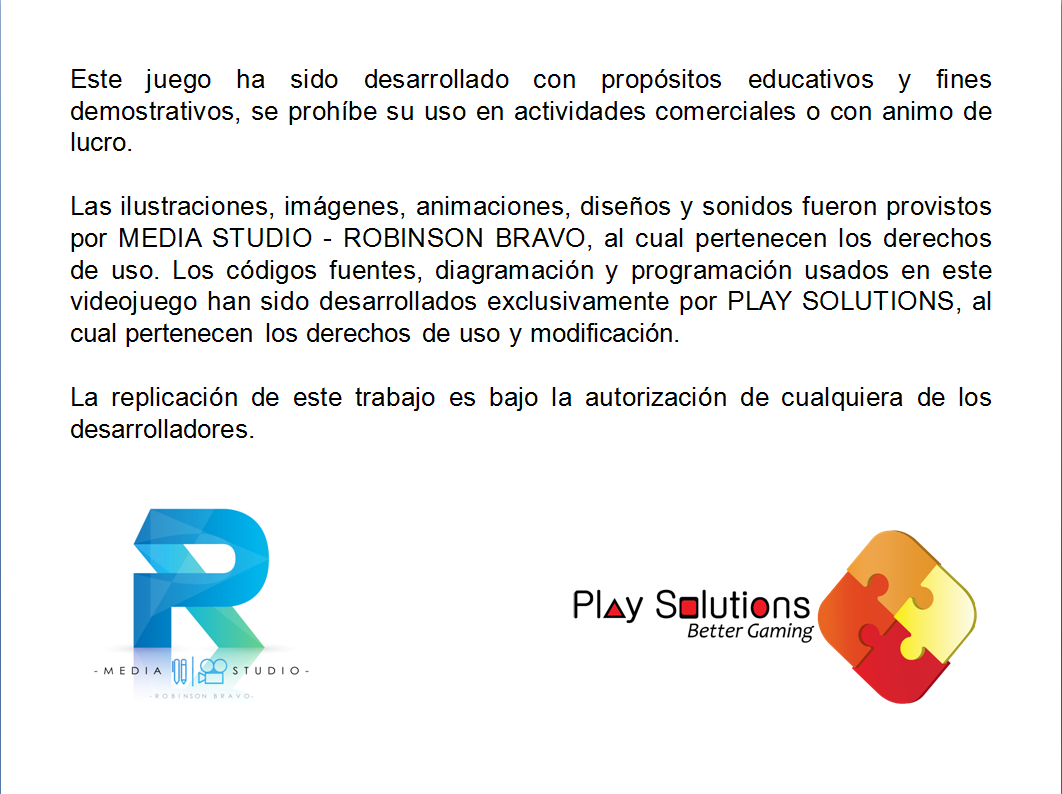 Este juego ha sido desarrollado con propósitos educativos y fines
demostrativos, se prohíbe su uso en actividades comerciales o con animo de
lucro.
Las ilustraciones, imágenes, animaciones, diseños y sonidos fueron provistos
por MEDIA STUDIO - ROBINSON BRAVO, al cual pertenecen los derechos
de uso. Los códigos fuentes, diagramación y programación usados en este
videojuego han sido desarrollados exclusivamente por PLAY SOLUTIONS, al
cual pertenecen los derechos de uso y modificación.
La replicación de este trabajo es bajo la autorización de cualquiera de los
desarrolladores.
R
-MEDIA STUDIO-
-ROBINSON BRAVO-
Play Solutions
Better Gaming